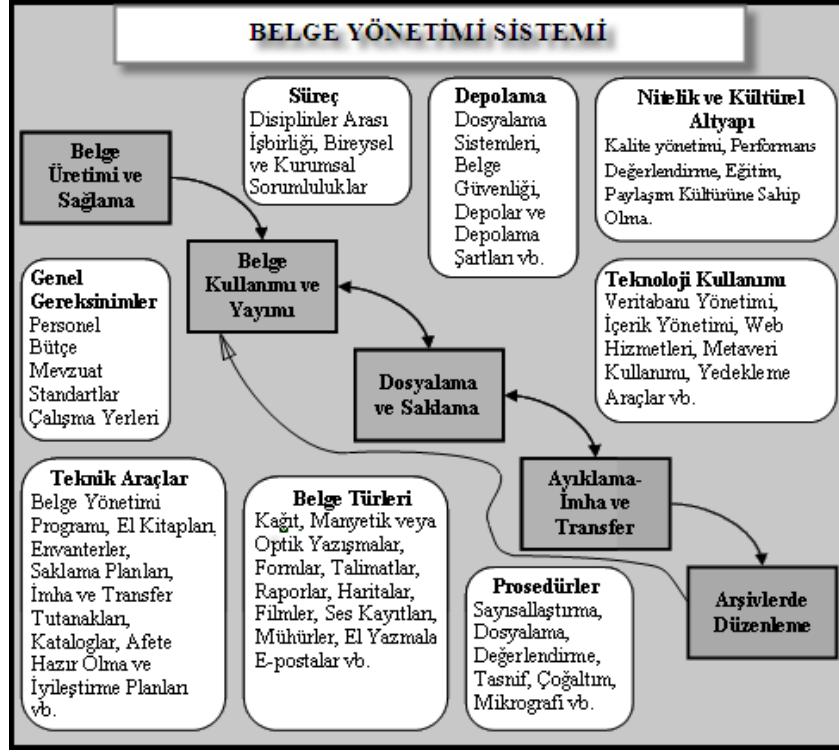 BELGE YÖNETİMİ SİSTEMİ
Süreç
Disiplinler Arası
İşbirliği, Bireysel
ve Kurumsal
Sorumluluklar
Depolama
Dosyalama
Sistemleri,
Belge
Güvenliği,
Depolar ve
Depolama
Şartları vb.
Nitelik ve Kültürel
Altyapı
Kalite yönetimi, Performans
Değerlendirme, Eğitim,
Paylaşım Kültürüne Sahip
Olma.
Belge
Üretimi ve
Sağlama
Belge
Kullanımı ve
Yayımı
Genel
Gereksinimler
Personel
Bütçe
Mevzuat
Standartlar
Çalışma Yerleri
Teknoloji Kullanımı
Veritabanı Yönetimi,
İçerik Yönetimi, Web
Hizmetleri, Metaveri
Kullanımı, Yedekleme
Araçlar vb.
Dosyalama
ve Saklama
Ayıklama-
İmha ve
Transfer
Teknik Araçlar
Belge Yönetimi
Programı, El Kitapları,
Envanterler,
Saklama Planları,
İmha ve Transfer
Tutanakları,
Kataloglar, Afete
Hazır Olma ve
İyileştirme Planları
vb.
Belge Türleri
Kağıt, Manyetik veya
Optik Yazışmalar,
Formlar, Talimatlar,
Raporlar, Haritalar,
Filmler, Ses Kayıtları,
Mühürler, El Yazmala
E-postalar vb.
Prosedürler
Sayısallaştırma,
Dosyalama,
Değerlendirme,
Tasnif, Çoğaltım,
Mikrografi vb.
Arşivlerde
Düzenleme